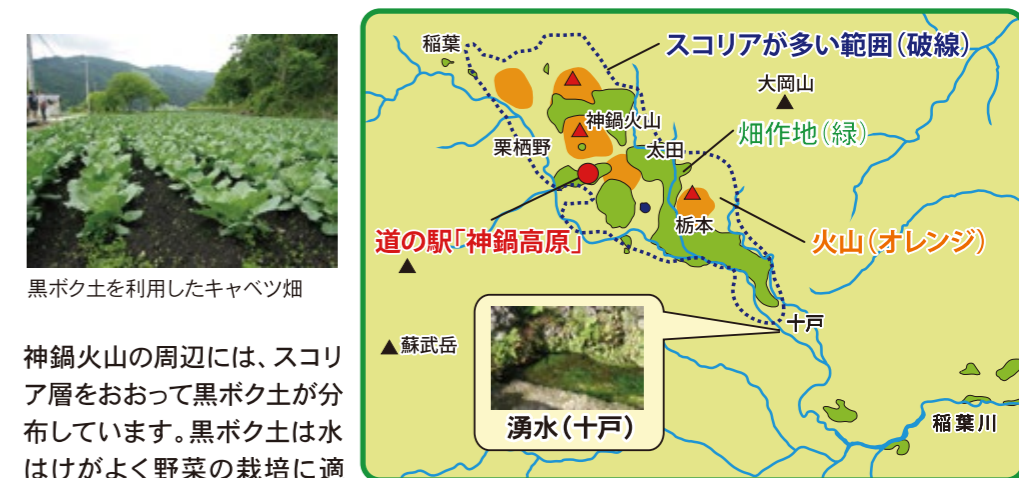 黒ボク土を利用したキャベツ畑
神鍋火山の周辺には、スコリ
ア層をおおって黒ボク土が分
布しています。黒ボク土は水
はけがよく野菜の栽培に適
稲葉
スコリアが多い範囲(破線)
大岡山
神鍋火山
畑作地(緑)
栗栖野
太田
道の駅「神鍋高原」
栃本
火山(オレンジ)
十戸
蘇武岳
湧水(十戸)
稲葉川